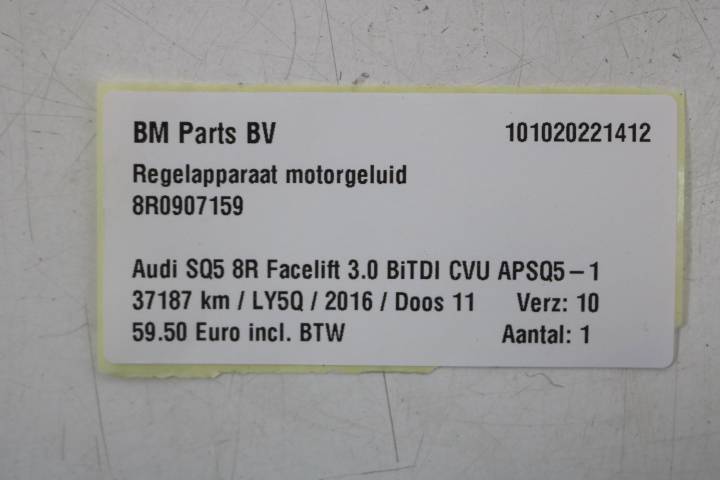 BM Parts BV 101020221412
Regelapparaat motorgeluid
8R0907159
Audi SQ5 8R Facelift 3.0 BiTDI CVU APSQ5-1
37187 km / LY5Q / 2016 / Doos 11 Verz: 10
59.50 Euro incl. BTW Aantal: 1